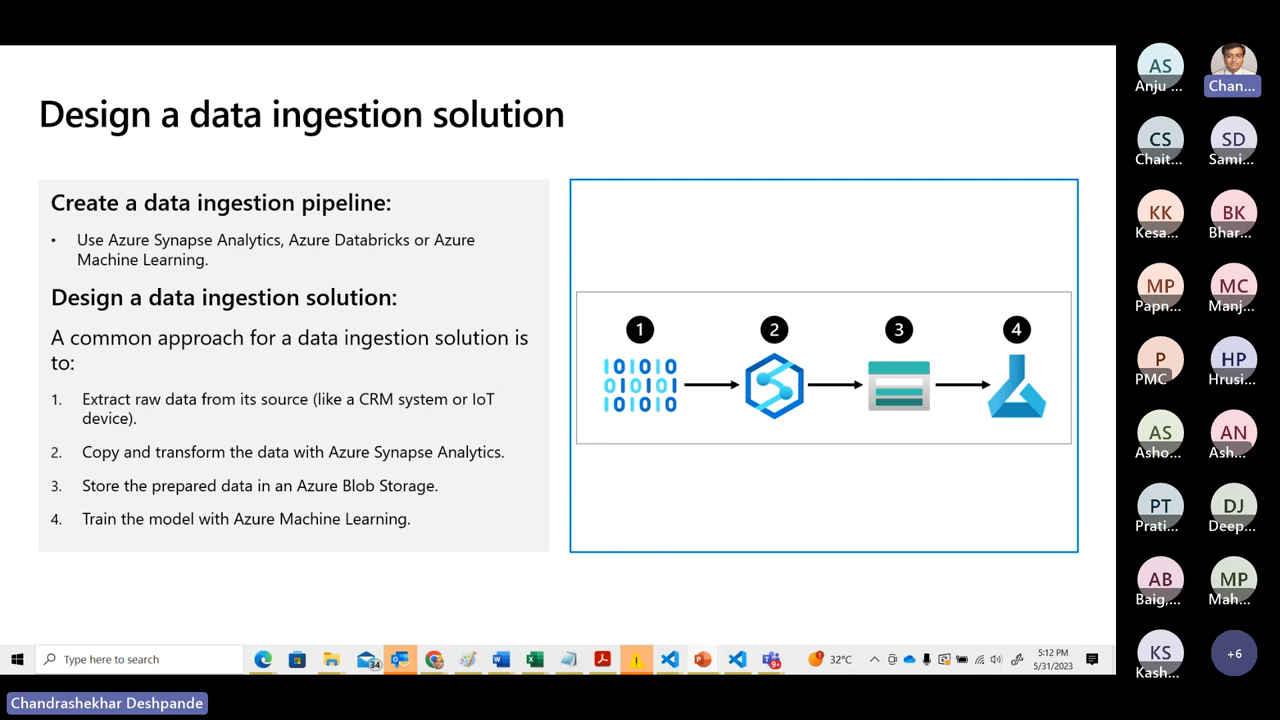 Design a data ingestion solution
Create a data ingestion pipeline:
• Use Azure Synapse Analytics, Azure Databricks or Azure
Machine Learning.
Design a data ingestion solution:
A common approach for a data ingestion solution is
to:
1. Extract raw data from its source (like a CRM system or IoT
device).
2. Copy and transform the data with Azure Synapse Analytics.
3. Store the prepared data in an Azure Blob Storage.
4. Train the model with Azure Machine Learning.
1 2 3 4
101010
010101
101010
AS
Anju ...
Chan...
CS
Chait...
SD
Sami...
KK
Kesa...
BK
Bhar...
MP
Papn...
MC
Manj...
P
PMC
HP
Hrusi...
AS
Asho...
AN
Ash...
PT
Prati...
DJ
Deep...
AB
Baig,...
MP
Mah...
KS
Kash...
+6
Type here to search
34
9+
32°C
5:12 PM
5/31/2023
Chandrashekhar Deshpande